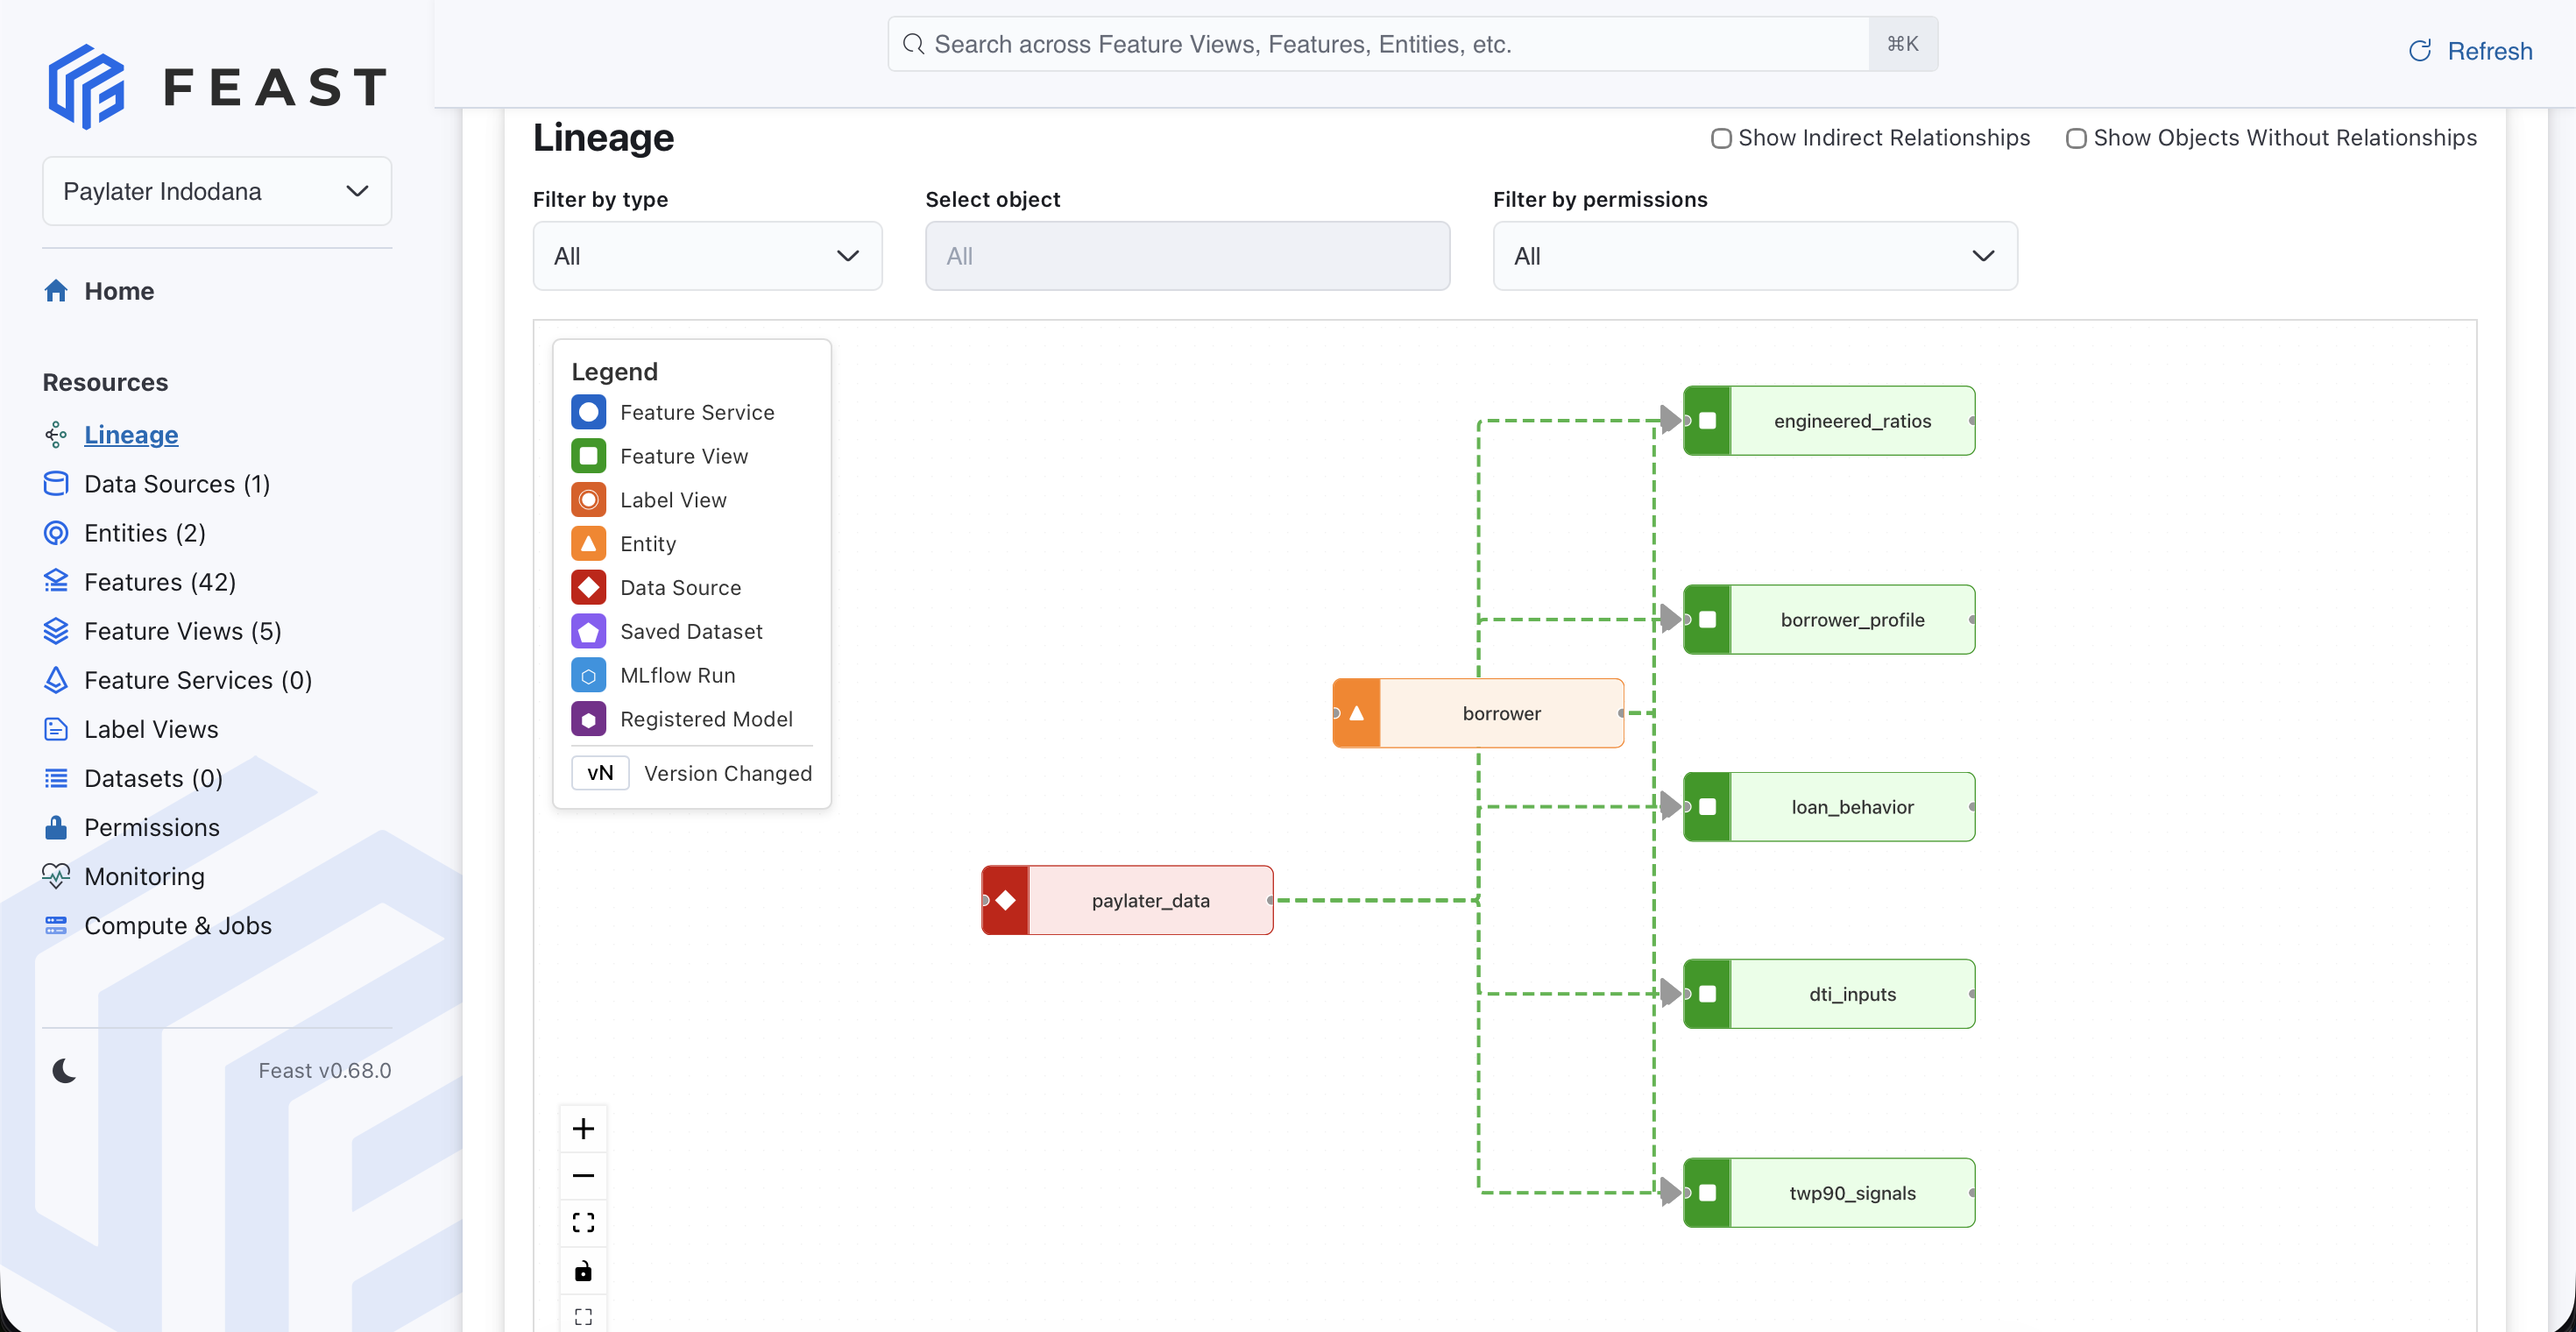 FEAST
Search across Feature Views, Features, Entities, etc.
⌘K
Refresh
Paylater Indodana
Home
Resources
Lineage
Data Sources (1)
Entities (2)
Features (42)
Feature Views (5)
Feature Services (0)
Label Views
Datasets (0)
Permissions
Monitoring
Compute & Jobs
Feast v0.68.0
Lineage
Show Indirect Relationships
Show Objects Without Relationships
Filter by type
Select object
Filter by permissions
All
All
All
Legend
Feature Service
Feature View
Label View
Entity
Data Source
Saved Dataset
MLflow Run
Registered Model
vN Version Changed
engineered_ratios
borrower_profile
borrower
loan_behavior
paylater_data
dti_inputs
twp90_signals